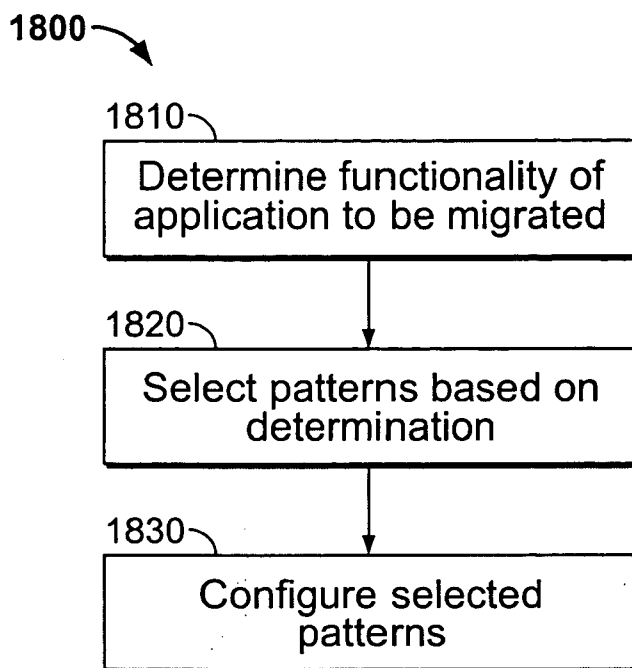 1800
1810
Determine functionality of
application to be migrated
1820
Select patterns based on
determination
1830
Configure selected
patterns